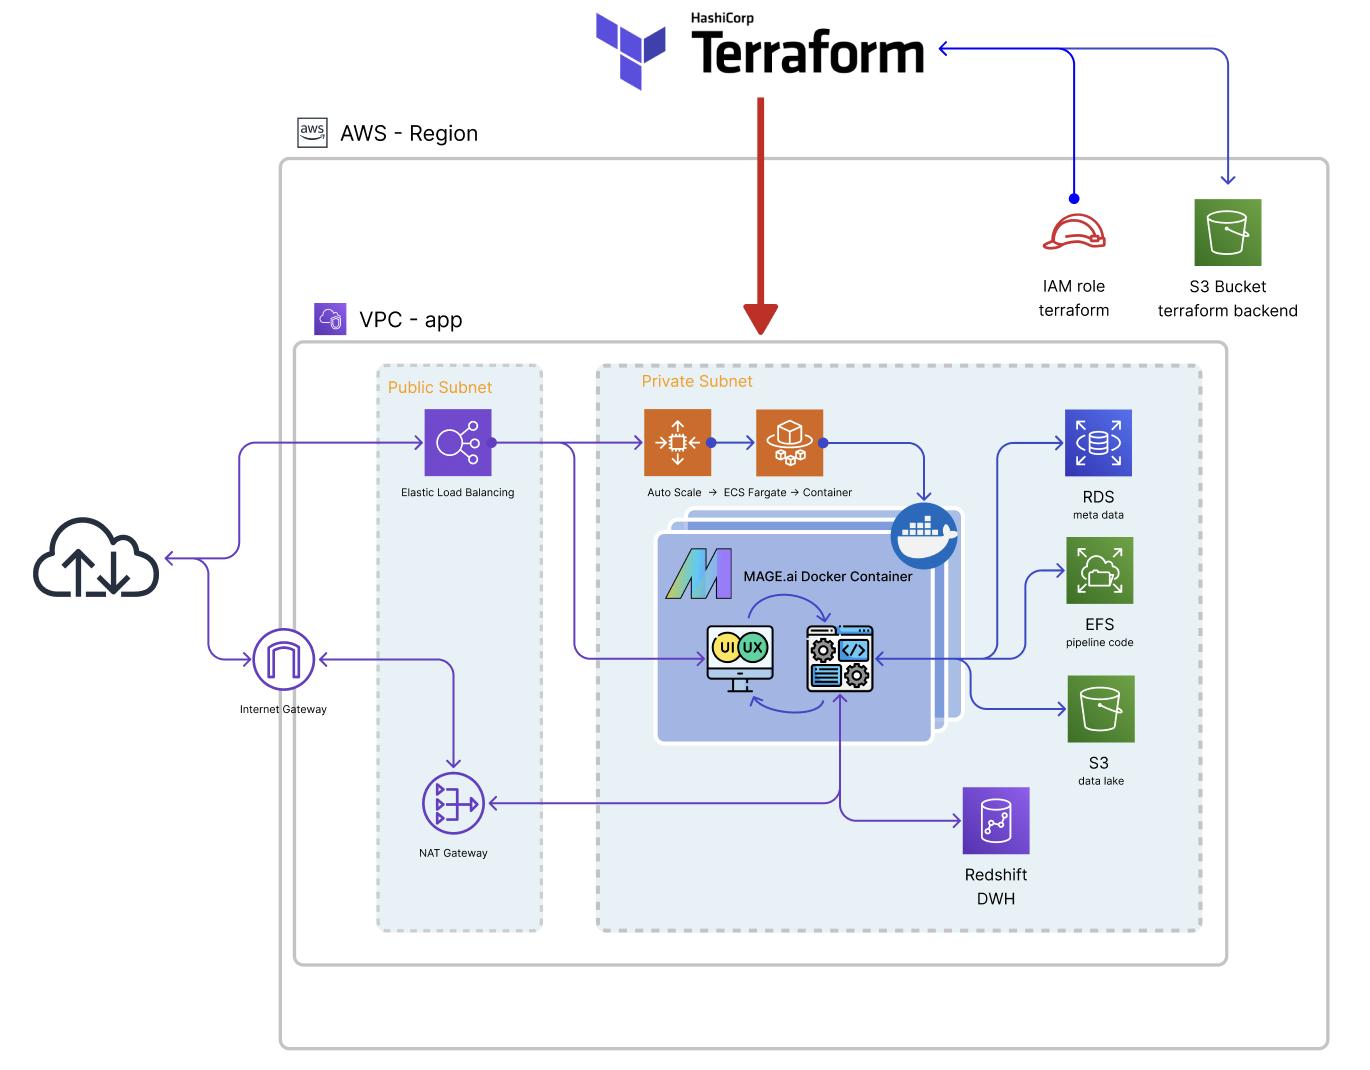 HashiCorp
Terraform
aws
AWS - Region
IAM role
terraform
S3 Bucket
terraform backend
VPC - app
Public Subnet
Private Subnet
Elastic Load Balancing
Auto Scale → ECS Fargate → Container
RDS
meta data
MAGE.ai Docker Container
UI UX
</>
EFS
pipeline code
Internet Gateway
S3
data lake
NAT Gateway
Redshift
DWH